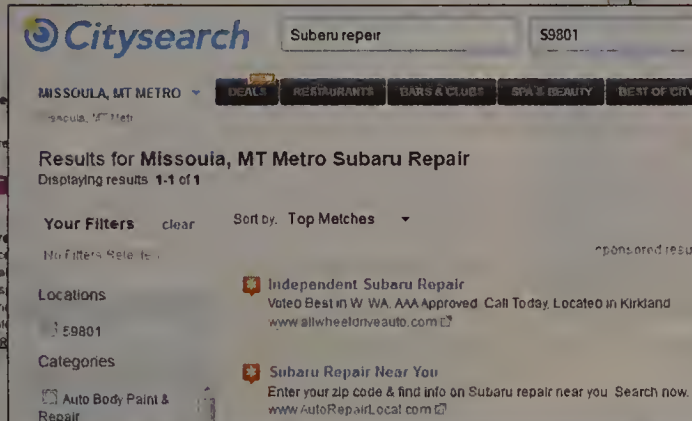 Citysearch
Subaru repair
59801
MISSOULA, MT METRO
DEALS
RESTAURANTS
BARS & CLUBS
SPA & BEAUTY
BEST OF CITY
Results for Missoula, MT Metro Subaru Repair
Displaying results 1-1 of 1
Your Filters clear
Sort by: Top Matches
No Filters
sponsored resu
Locations
59801
Categories
Auto Body Paint &
Repair
Independent Subaru Repair
Voted Best in W. WA. AAA Approved. Call Today. Located in Kirkland
www.allwheeldriveauto.com
Subaru Repair Near You
Enter your zip code & find info on Subaru repair near you. Search now.
www.AutoRepairLocal.com